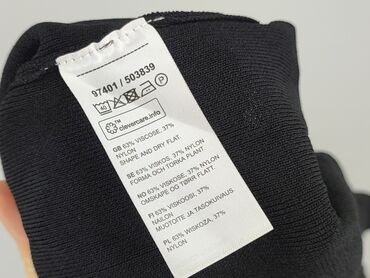 97401 / 503839
40 P
clevercare.info
GB 63% VISCOSE, 37%
NYLON
SHAPE AND DRY FLAT
SE 63% VISKOS, 37% NYLON
FORMA OCH TORKA PLANT
NO 63% VISKOSE, 37% NYLON
OMSKAPE OG TØRR FLATT.
FI 63% VISKOOSI, 37%
NAILON
MUOTOITE JA TASOKUIVAUS.
PL 63% WISKOZA, 37%
NYLON